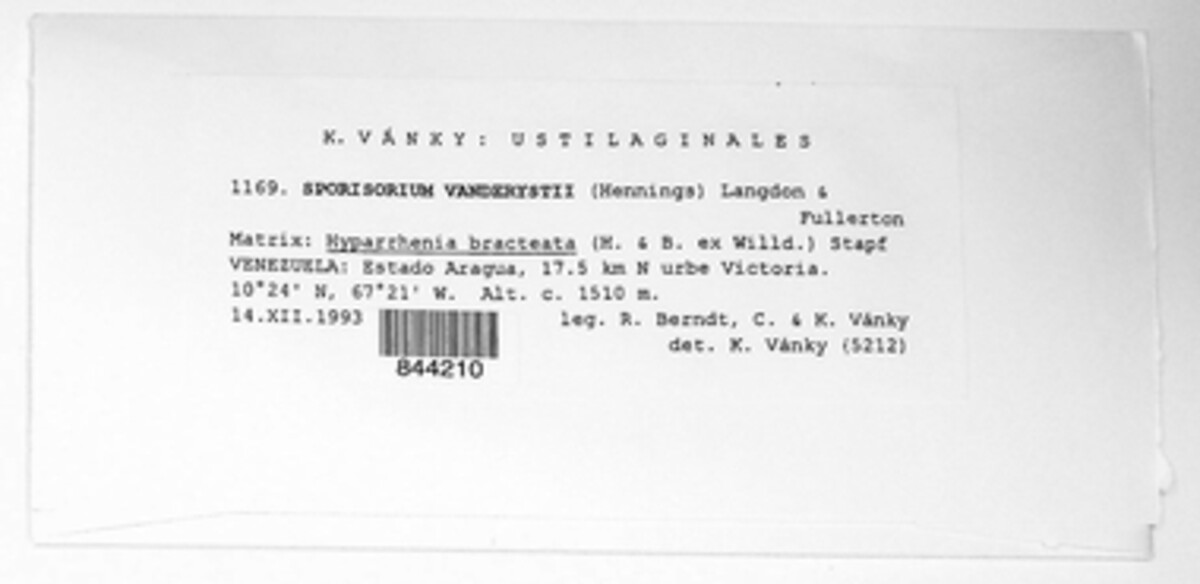 K. VÁNKY: USTILAGINALES
1169. SPORISORIUM VANDERYSTII (Hennings) Langdon &
Fullerton
Matrix: Hyparrhenia bracteata (H. & B. ex Willd.) Stapf
VENEZUELA: Estado Aragua, 17.5 km N urbe Victoria.
10°24' N, 67°21' W. Alt. c. 1510 m.
14.XII.1993 leg. R. Berndt, C. & K. Vánky
det. K. Vánky (5212)
844210